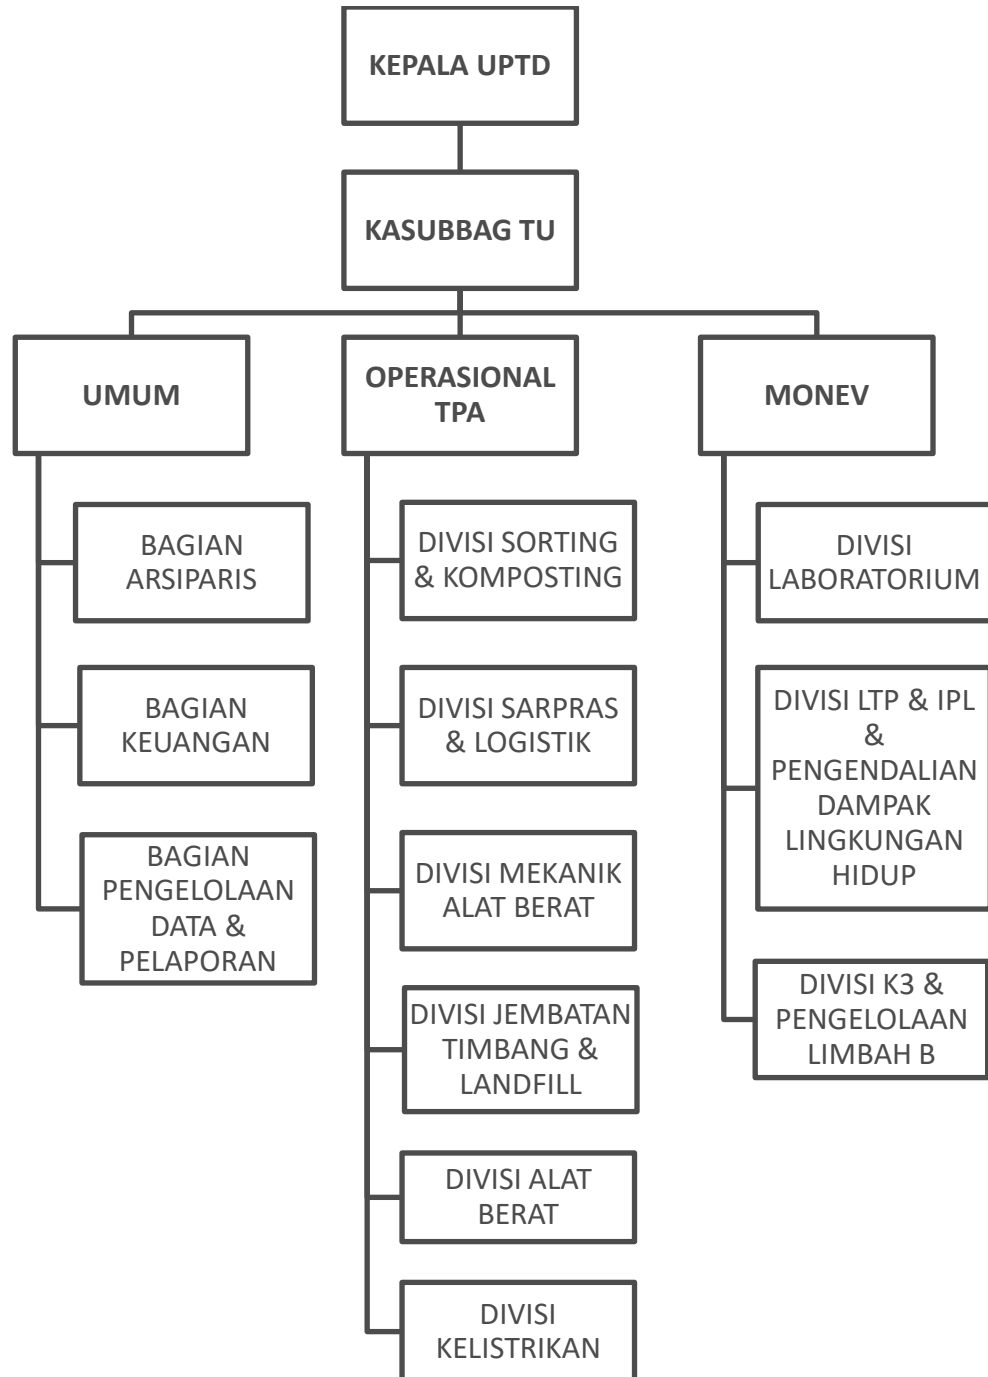 KEPALA UPTD
KASUBBAG TU
UMUM
OPERASIONAL
TPA
MONEV
BAGIAN
ARSIPARIS
BAGIAN
KEUANGAN
BAGIAN
PENGELOLAAN
DATA &
PELAPORAN
DIVISI SORTING
& KOMPOSTING
DIVISI SARPRAS
& LOGISTIK
DIVISI MEKANIK
ALAT BERAT
DIVISI JEMBATAN
TIMBANG &
LANDFILL
DIVISI ALAT
BERAT
DIVISI
KELISTRIKAN
DIVISI
LABORATORIUM
DIVISI LTP & IPL
&
PENGENDALIAN
DAMPAK
LINGKUNGAN
HIDUP
DIVISI K3 &
PENGELOLAAN
LIMBAH B